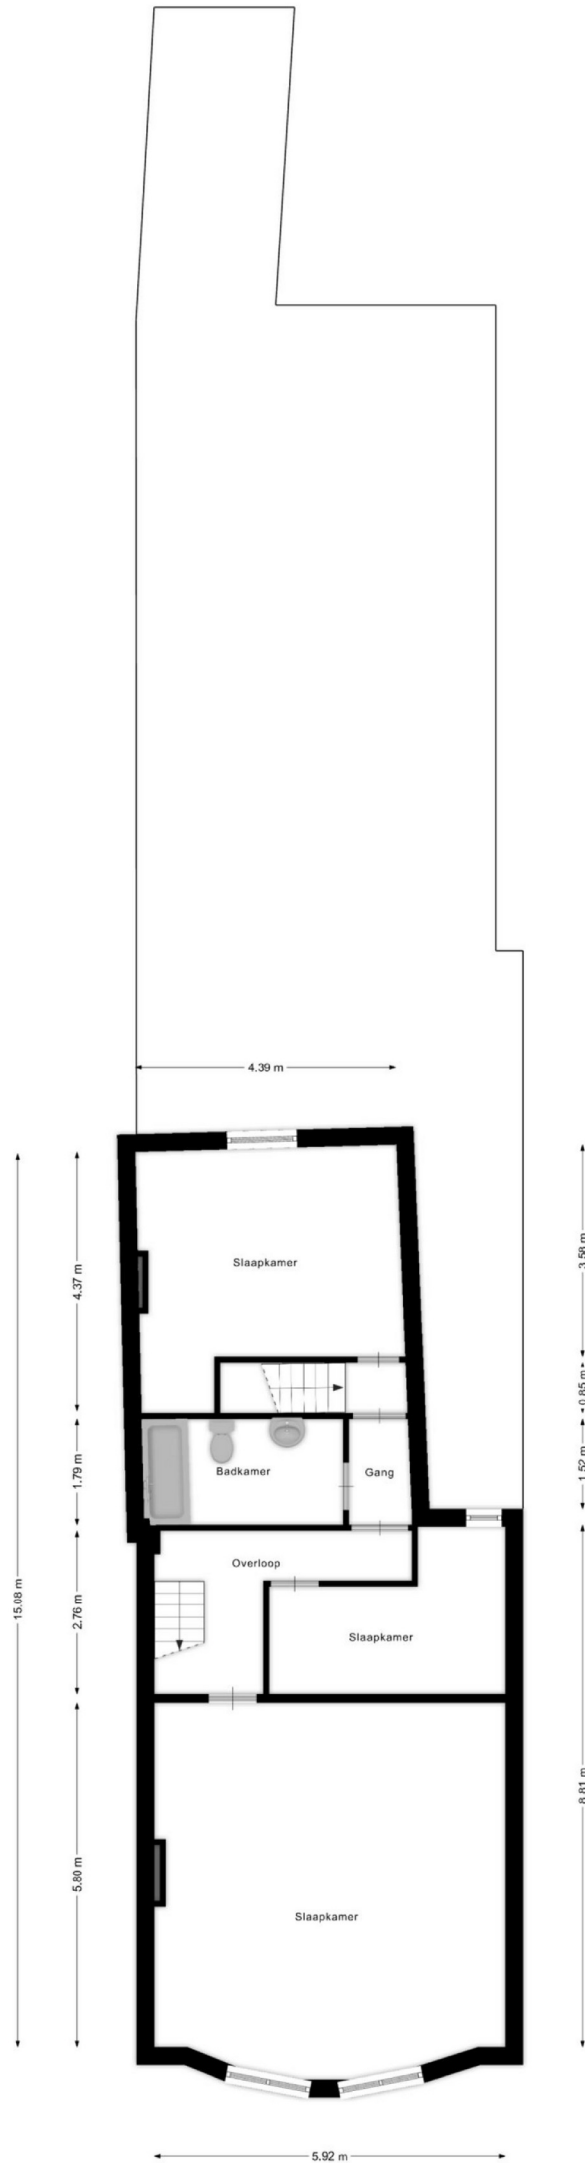 4.39 m
Slaapkamer
4.37 m
3.58 m
0.85 m
Badkamer
Gang
1.79 m
1.52 m
Overloop
Slaapkamer
2.76 m
15.08 m
Slaapkamer
5.80 m
8.81 m
5.92 m